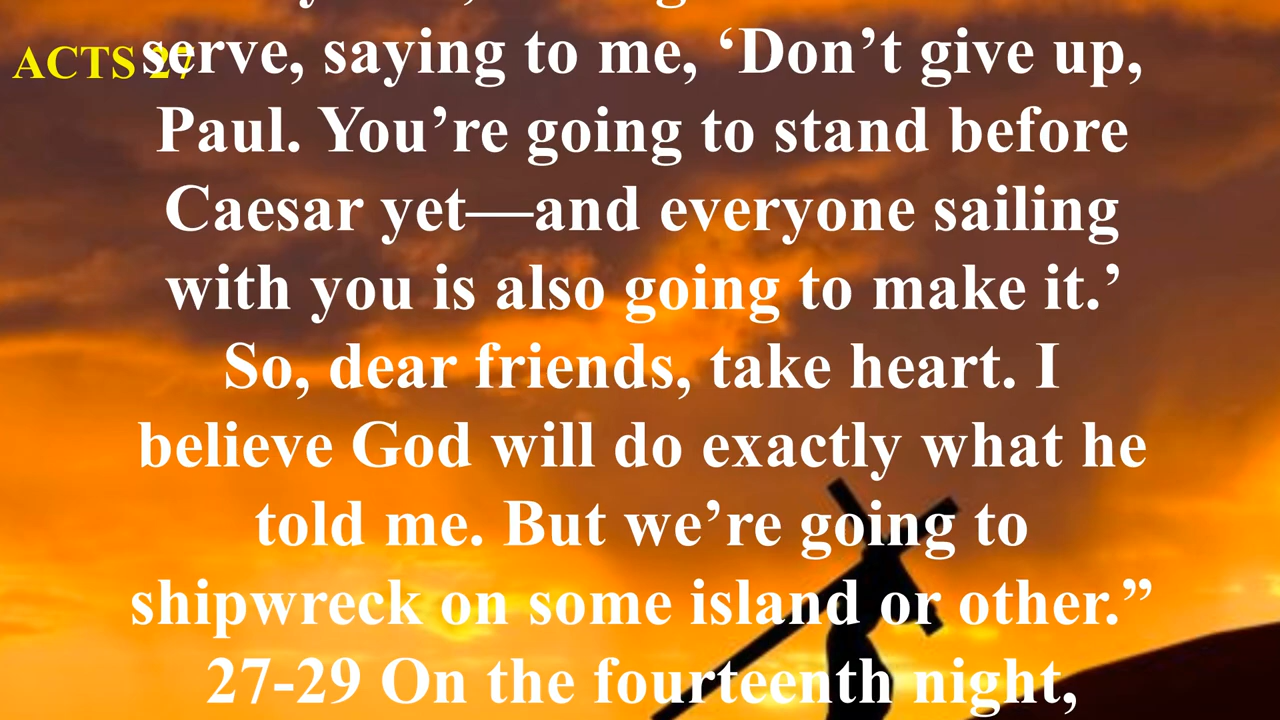 ACTS 27
serve, saying to me, ‘Don’t give up,
Paul. You’re going to stand before
Caesar yet—and everyone sailing
with you is also going to make it.’
So, dear friends, take heart. I
believe God will do exactly what he
told me. But we’re going to
shipwreck on some island or other.”
27-29 On the fourteenth night,